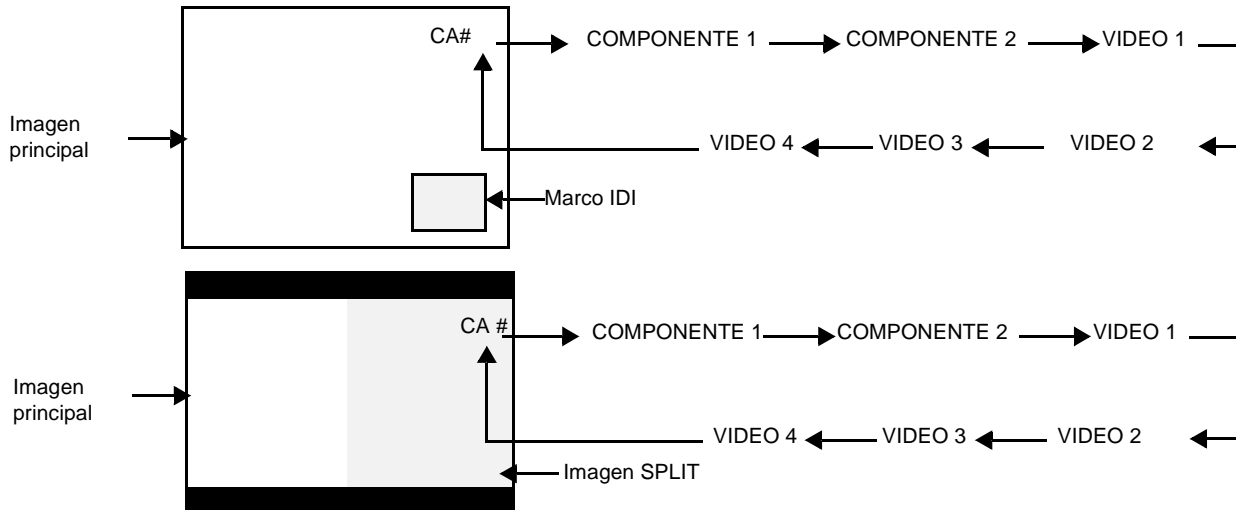 CA# COMPONENTE 1 COMPONENTE 2 VIDEO 1
Imagen
principal
VIDEO 4 VIDEO 3 VIDEO 2
Marco IDI
CA # COMPONENTE 1 COMPONENTE 2 VIDEO 1
Imagen
principal
VIDEO 4 VIDEO 3 VIDEO 2
Imagen SPLIT